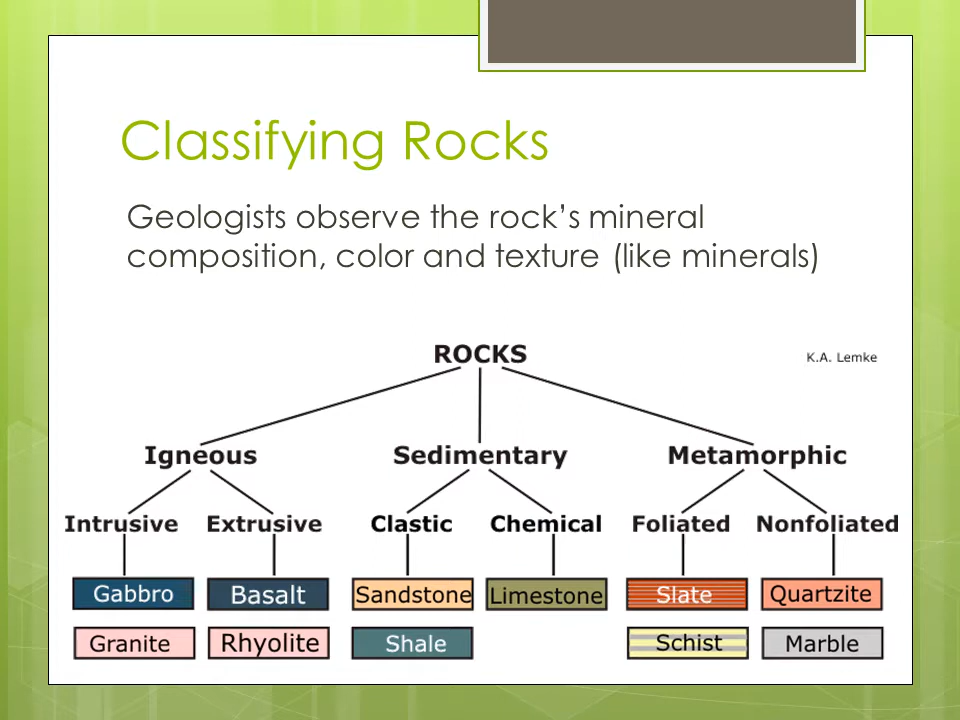 Classifying Rocks
Geologists observe the rock’s mineral
composition, color and texture (like minerals)
ROCKS
K.A. Lemke
Igneous Sedimentary Metamorphic
Intrusive Extrusive Clastic Chemical Foliated Nonfoliated
Gabbro Basalt Sandstone Limestone Slate Quartzite
Granite Rhyolite Shale Schist Marble